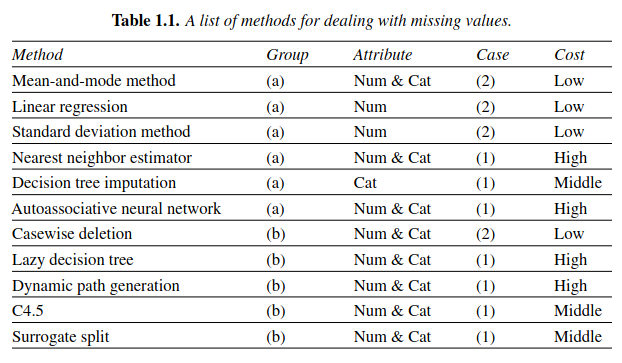 Table 1.1. A list of methods for dealing with missing values.
Method Group Attribute Case Cost
Mean-and-mode method (a) Num & Cat (2) Low
Linear regression (a) Num (2) Low
Standard deviation method (a) Num (2) Low
Nearest neighbor estimator (a) Num & Cat (1) High
Decision tree imputation (a) Cat (1) Middle
Autoassociative neural network (a) Num & Cat (1) High
Casewise deletion (b) Num & Cat (2) Low
Lazy decision tree (b) Num & Cat (1) High
Dynamic path generation (b) Num & Cat (1) High
C4.5 (b) Num & Cat (1) Middle
Surrogate split (b) Num & Cat (1) Middle